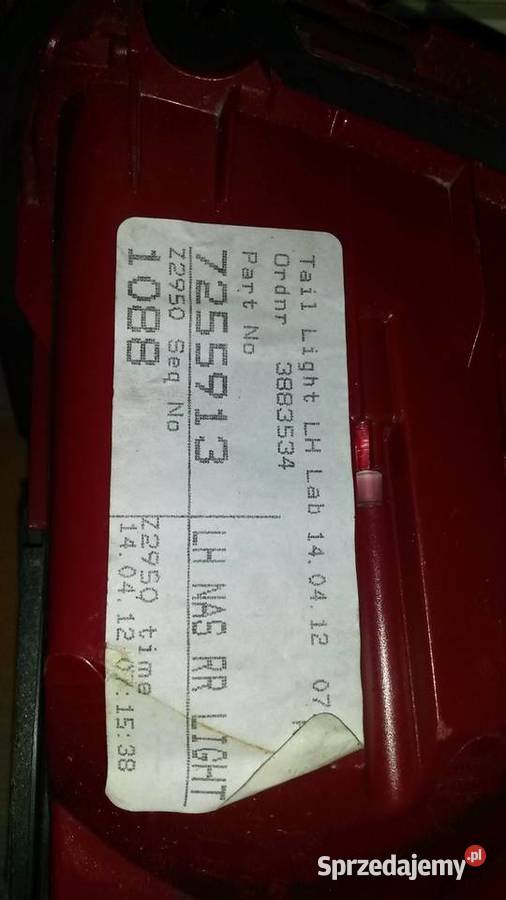 Tail Light LH Lab 14.04.12 07
Ordnr 3883534
Part No
7255913 LH NAS RR LIGHT
Z2950 Seq No Z2950 time
1088 14.04.12 07:15:38
Sprzedajemy.pl